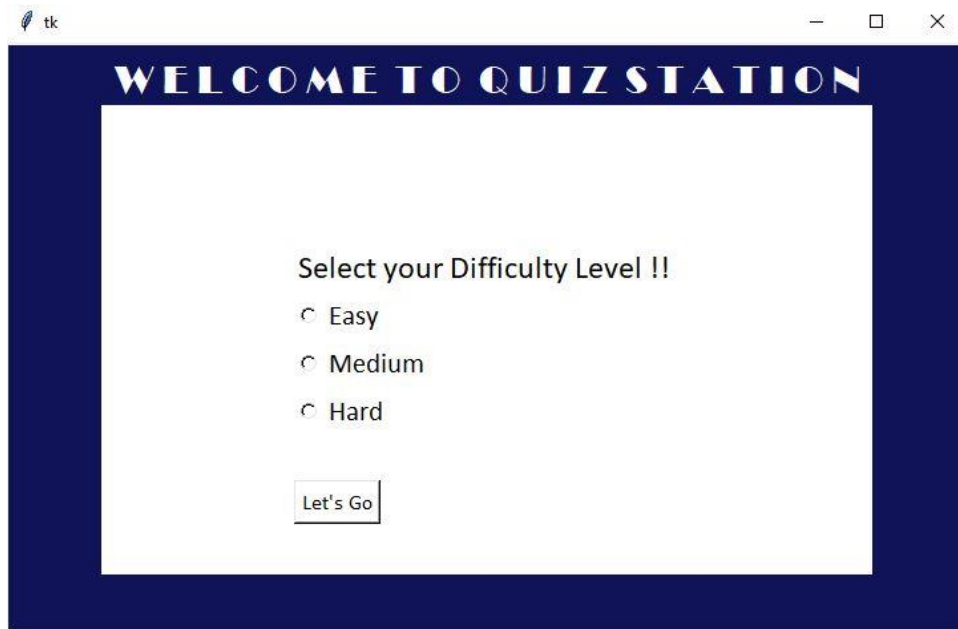 tk
WELCOME TO QUIZ STATION
Select your Difficulty Level !!
Easy
Medium
Hard
Let's Go